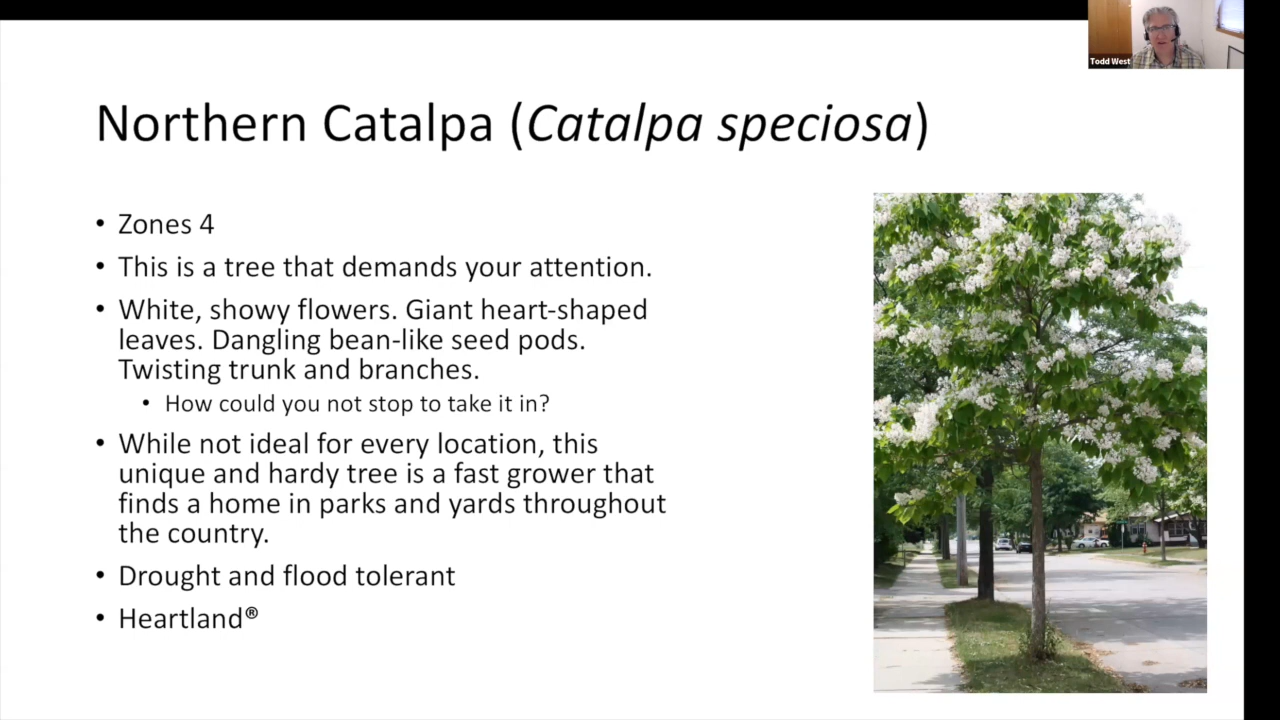 Todd West
Northern Catalpa (Catalpa speciosa)
• Zones 4
• This is a tree that demands your attention.
• White, showy flowers. Giant heart-shaped
leaves. Dangling bean-like seed pods.
Twisting trunk and branches.
• How could you not stop to take it in?
• While not ideal for every location, this
unique and hardy tree is a fast grower that
finds a home in parks and yards throughout
the country.
• Drought and flood tolerant
• Heartland®